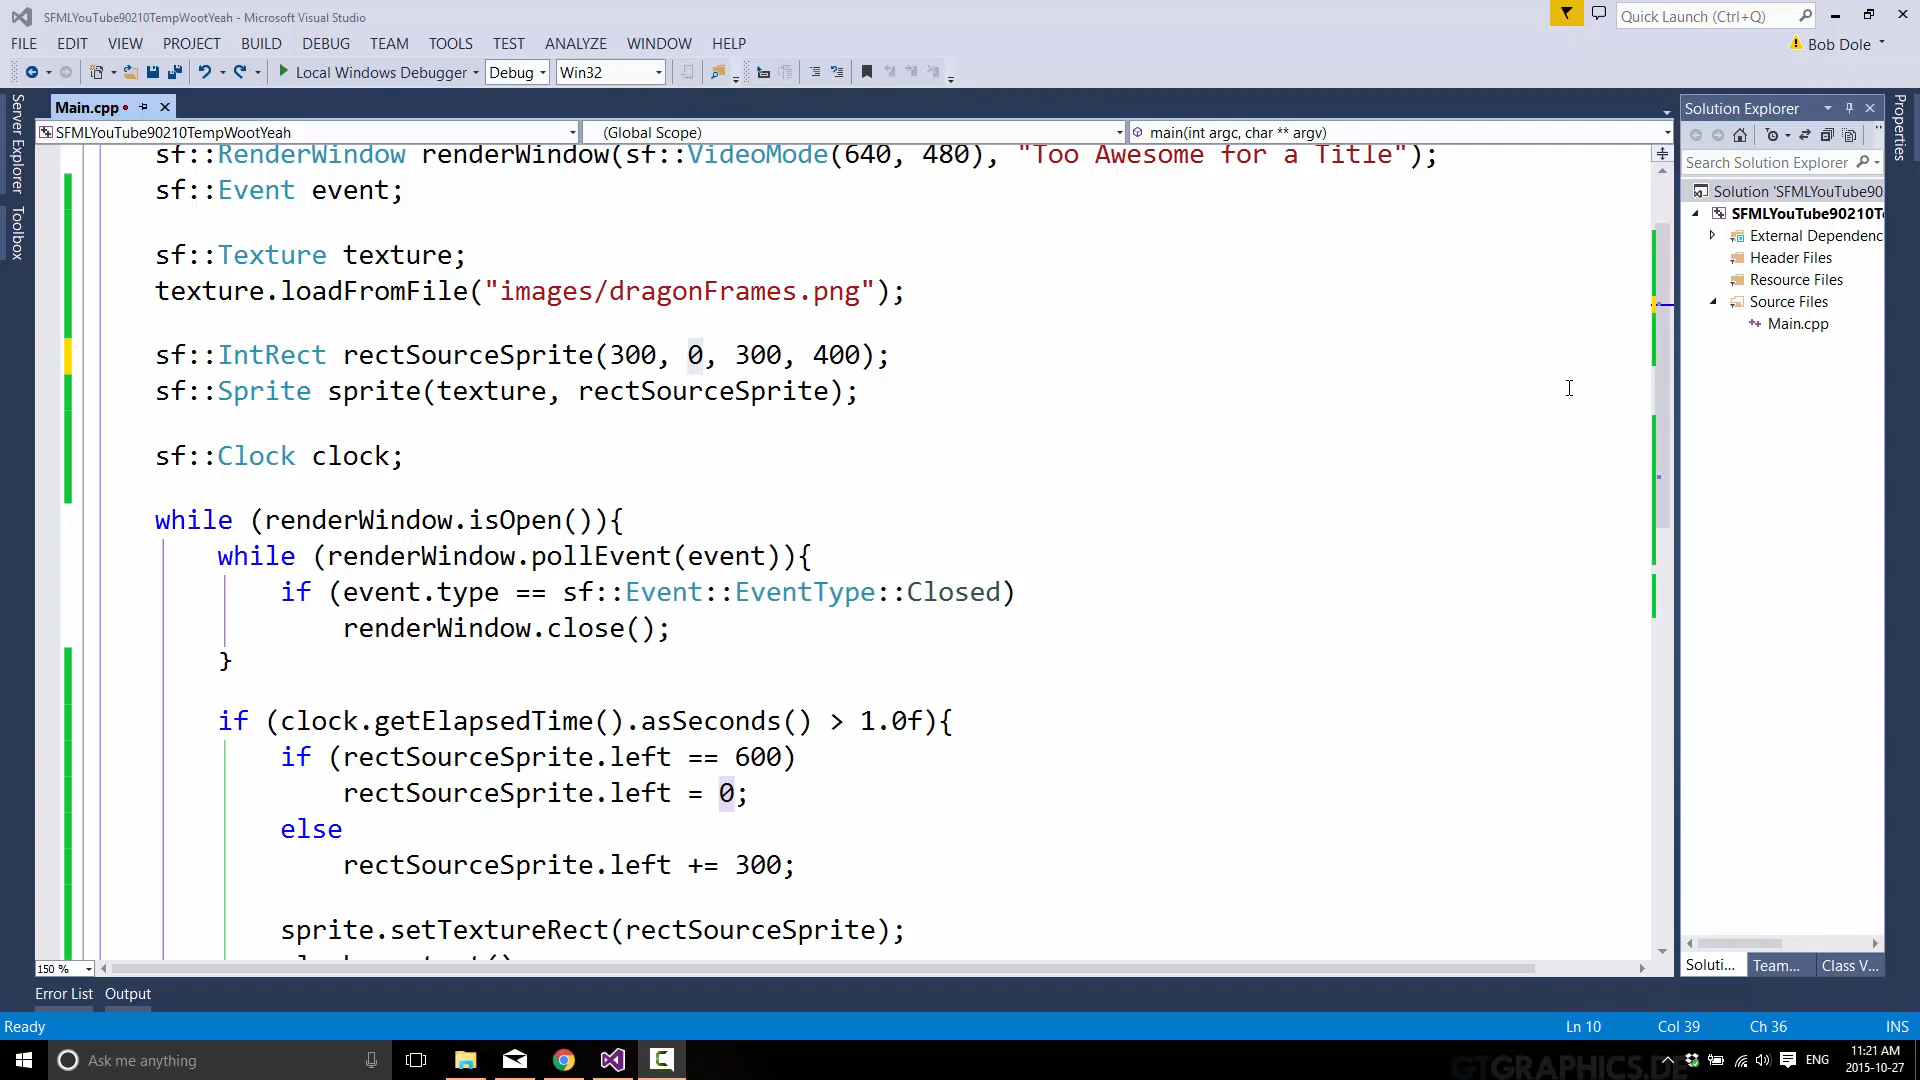 SFMLYouTube90210TempWootYeah - Microsoft Visual Studio
Quick Launch (Ctrl+Q)
FILE EDIT VIEW PROJECT BUILD DEBUG TEAM TOOLS TEST ANALYZE WINDOW HELP
Bob Dole
Local Windows Debugger Debug Win32
Server Explorer
Toolbox
Main.cpp
SFMLYouTube90210TempWootYeah (Global Scope) main(int argc, char ** argv)
sf::RenderWindow renderWindow(sf::VideoMode(640, 480), "Too Awesome for a Title");
sf::Event event;
sf::Texture texture;
texture.loadFromFile("images/dragonFrames.png");
sf::IntRect rectSourceSprite(300, 0, 300, 400);
sf::Sprite sprite(texture, rectSourceSprite);
sf::Clock clock;
while (renderWindow.isOpen()){
while (renderWindow.pollEvent(event)){
if (event.type == sf::Event::EventType::Closed)
renderWindow.close();
}
if (clock.getElapsedTime().asSeconds() > 1.0f){
if (rectSourceSprite.left == 600)
rectSourceSprite.left = 0;
else
rectSourceSprite.left += 300;
sprite.setTextureRect(rectSourceSprite);
150 %
Solution Explorer
Search Solution Explorer
Solution 'SFMLYouTube90
SFMLYouTube90210T
External Dependenc
Header Files
Resource Files
Source Files
Main.cpp
Soluti... Team... Class V...
Properties
Error List Output
Ready Ln 10 Col 39 Ch 36 INS
Ask me anything
GTGRAPHICS.DE
ENG
11:21 AM
2015-10-27